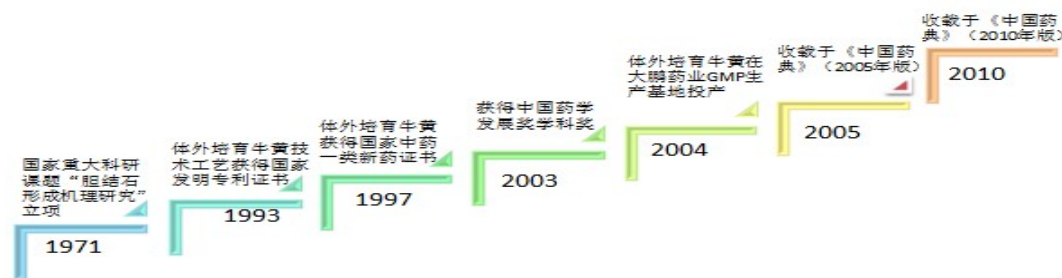 国家重大科研
课题“胆结石
形成机理研究”
立项
1971
体外培育牛黄技
术工艺获得国家
发明专利证书
1993
体外培育牛黄
获得国家中药
一类新药证书
1997
获得中国药学
发展奖学科奖
2003
体外培育牛黄在
大鹏药业GMP生
产基地投产
2004
收载于《中国药
典》（2005年版）
2005
收载于《中国药
典》（2010年版）
2010